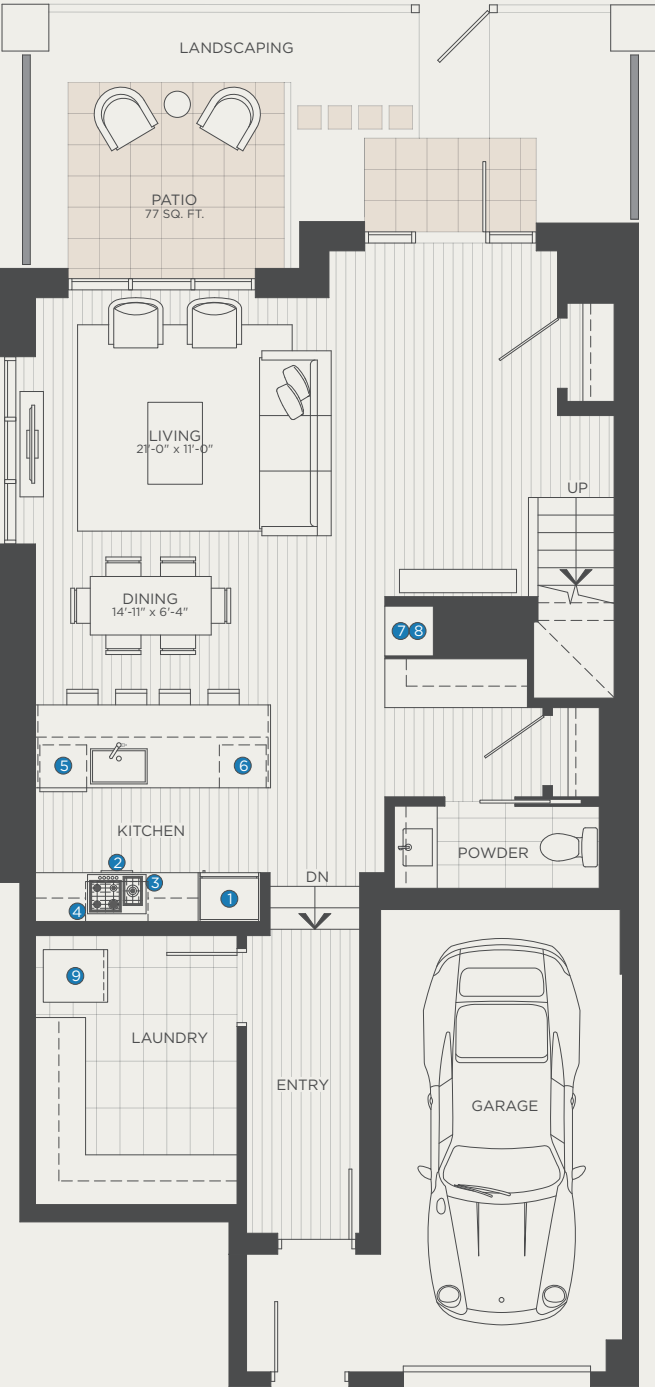 LANDSCAPING
PATIO
77 SQ. FT.
LIVING
21'-0" x 11'-0"
UP
DINING
14'-11" x 6'-4"
7 8
5
6
KITCHEN
2
3
4
1
DN
POWDER
9
LAUNDRY
ENTRY
GARAGE